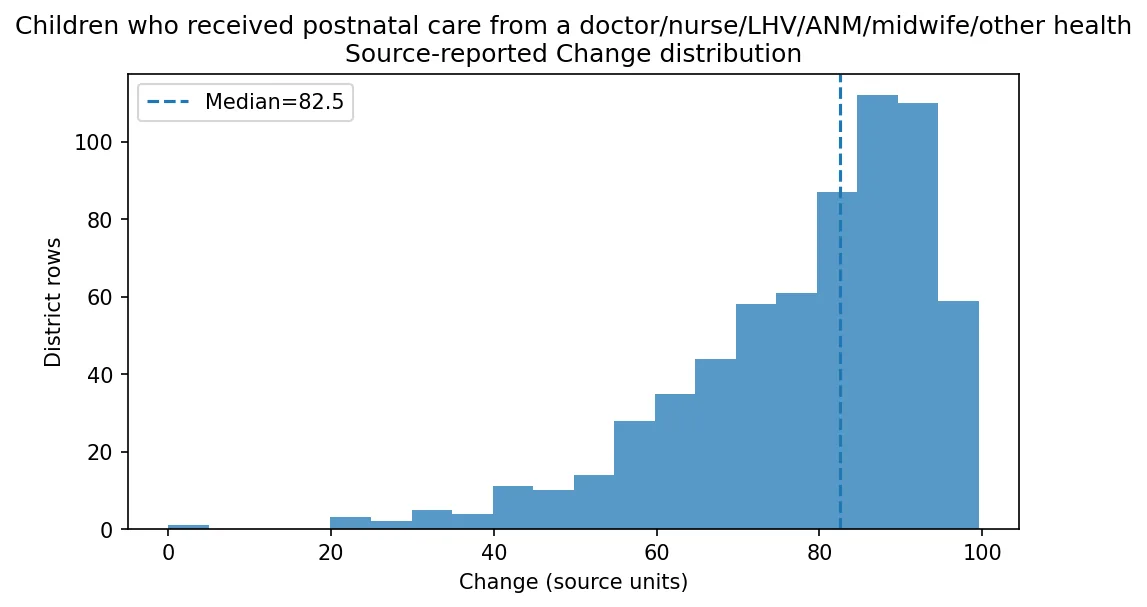 Children who received postnatal care from a doctor/nurse/LHV/ANM/midwife/other health
Source-reported Change distribution
Median=82.5
District rows
100
80
60
40
20
0
0 20 40 60 80 100
Change (source units)